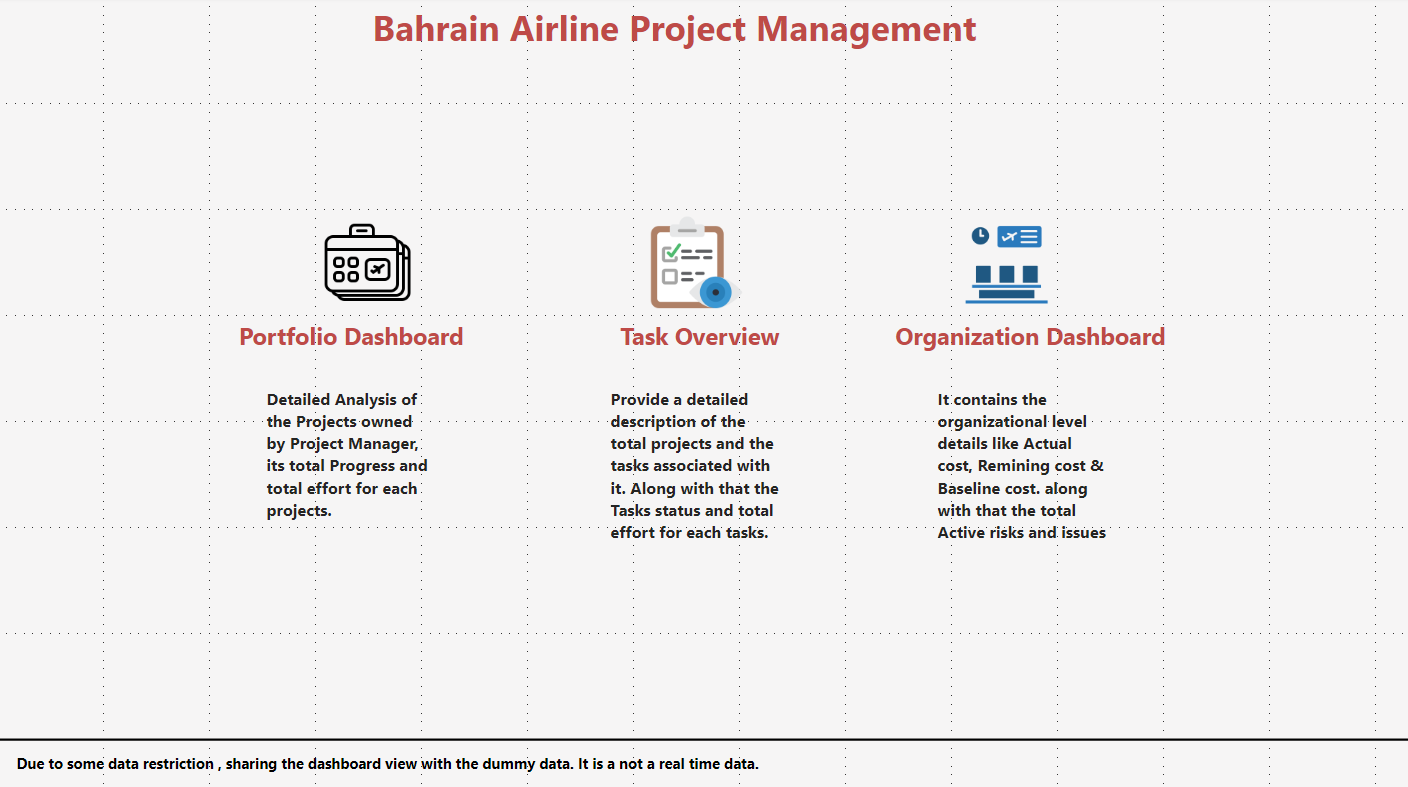 Bahrain Airline Project Management
Portfolio Dashboard
Detailed Analysis of
the Projects owned
by Project Manager,
its total Progress and
total effort for each
projects.
Task Overview
Provide a detailed
description of the
total projects and the
tasks associated with
it. Along with that the
Tasks status and total
effort for each tasks.
Organization Dashboard
It contains the
organizational level
details like Actual
cost, Remining cost &
Baseline cost. along
with that the total
Active risks and issues
Due to some data restriction , sharing the dashboard view with the dummy data. It is a not a real time data.